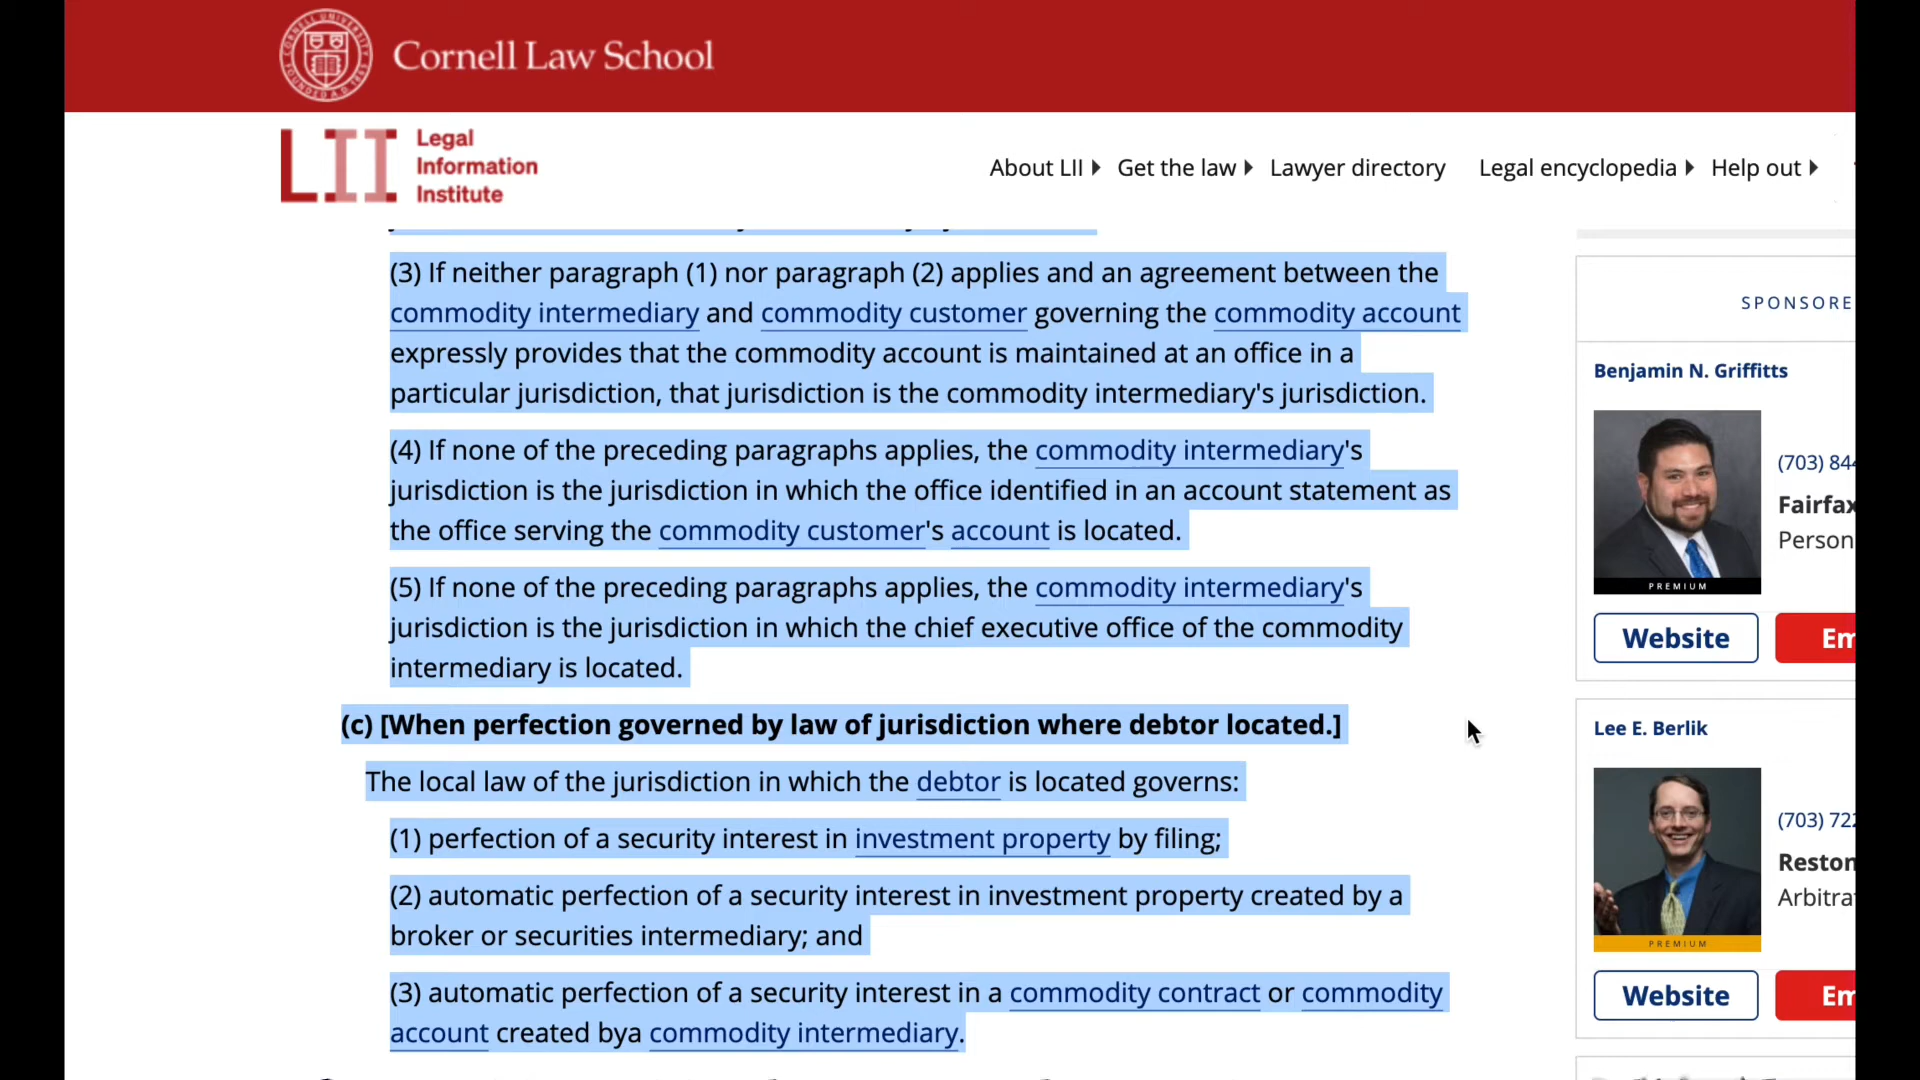 Cornell Law School
LII
Legal
Information
Institute
About LII
Get the law
Lawyer directory
Legal encyclopedia
Help out
(3) If neither paragraph (1) nor paragraph (2) applies and an agreement between the
commodity intermediary and commodity customer governing the commodity account
expressly provides that the commodity account is maintained at an office in a
particular jurisdiction, that jurisdiction is the commodity intermediary's jurisdiction.
(4) If none of the preceding paragraphs applies, the commodity intermediary's
jurisdiction is the jurisdiction in which the office identified in an account statement as
the office serving the commodity customer's account is located.
(5) If none of the preceding paragraphs applies, the commodity intermediary's
jurisdiction is the jurisdiction in which the chief executive office of the commodity
intermediary is located.
(c) [When perfection governed by law of jurisdiction where debtor located.]
The local law of the jurisdiction in which the debtor is located governs:
(1) perfection of a security interest in investment property by filing;
(2) automatic perfection of a security interest in investment property created by a
broker or securities intermediary; and
(3) automatic perfection of a security interest in a commodity contract or commodity
account created bya commodity intermediary.
SPONSORE
Benjamin N. Griffitts
(703) 84
Fairfax
Person
PREMIUM
Website
Em
Lee E. Berlik
(703) 722
Reston
Arbitra
PREMIUM
Website
Em